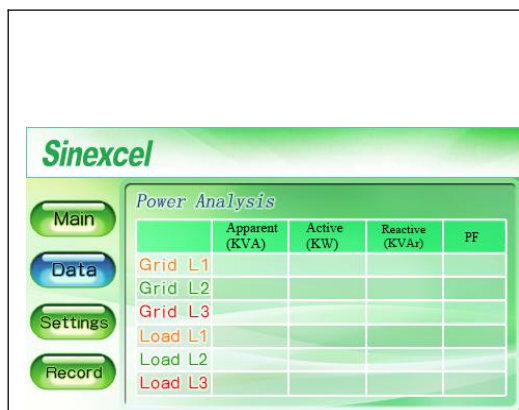 Sinexcel
Main
Data
Settings
Record
Power Analysis
Apparent (KVA) Active (KW) Reactive (KVAr) PF
Grid L1
Grid L2
Grid L3
Load L1
Load L2
Load L3